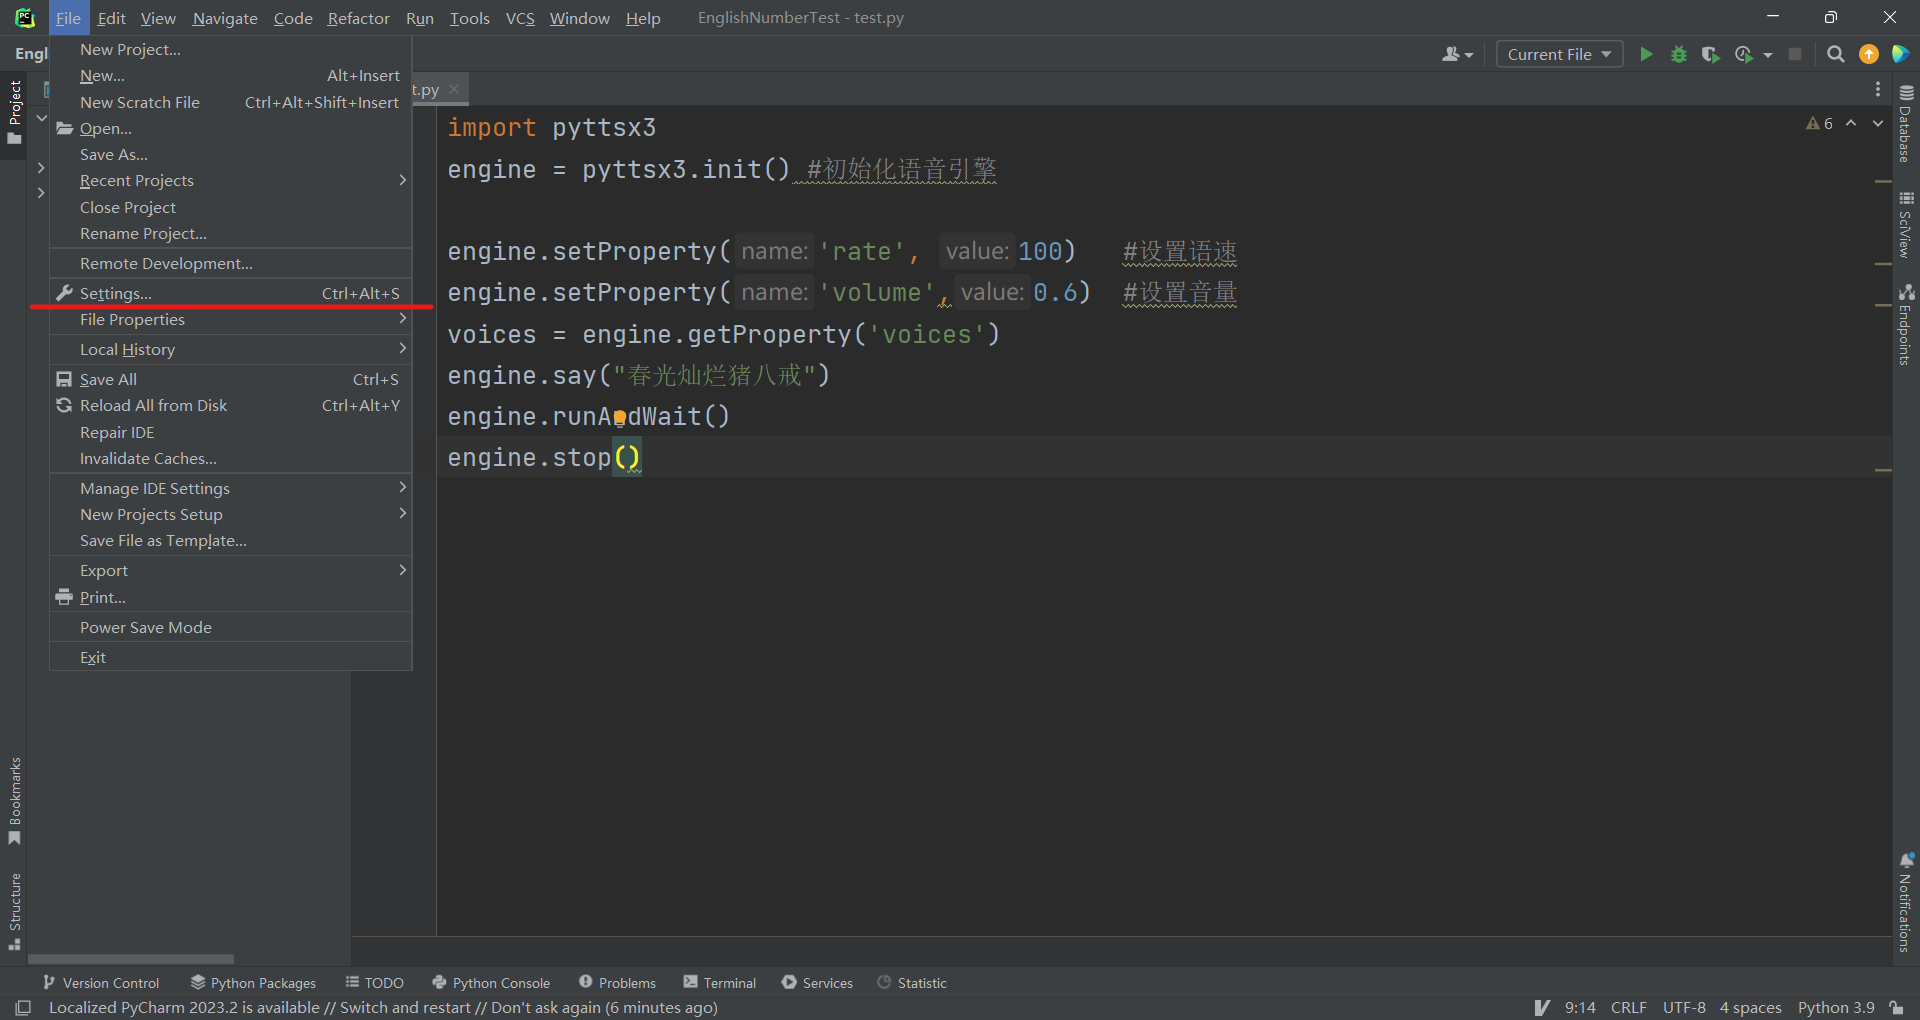 File Edit View Navigate Code Refactor Run Tools VCS Window Help EnglishNumberTest - test.py
Engl
Current File
New Project...
New... Alt+Insert
New Scratch File Ctrl+Alt+Shift+Insert
Open...
Save As...
Recent Projects
Close Project
Rename Project...
Remote Development...
Settings... Ctrl+Alt+S
File Properties
Local History
Save All Ctrl+S
Reload All from Disk Ctrl+Alt+Y
Repair IDE
Invalidate Caches...
Manage IDE Settings
New Projects Setup
Save File as Template...
Export
Print...
Power Save Mode
Exit
t.py
6
import pyttsx3
engine = pyttsx3.init() #初始化语音引擎
engine.setProperty( name: 'rate', value: 100) #设置语速
engine.setProperty( name: 'volume', value: 0.6) #设置音量
voices = engine.getProperty('voices')
engine.say("春光灿烂猪八戒")
engine.runAndWait()
engine.stop()
Project
Bookmarks
Structure
Database
SciView
Endpoints
Notifications
Version Control Python Packages TODO Python Console Problems Terminal Services Statistic
Localized PyCharm 2023.2 is available // Switch and restart // Don't ask again (6 minutes ago) 9:14 CRLF UTF-8 4 spaces Python 3.9